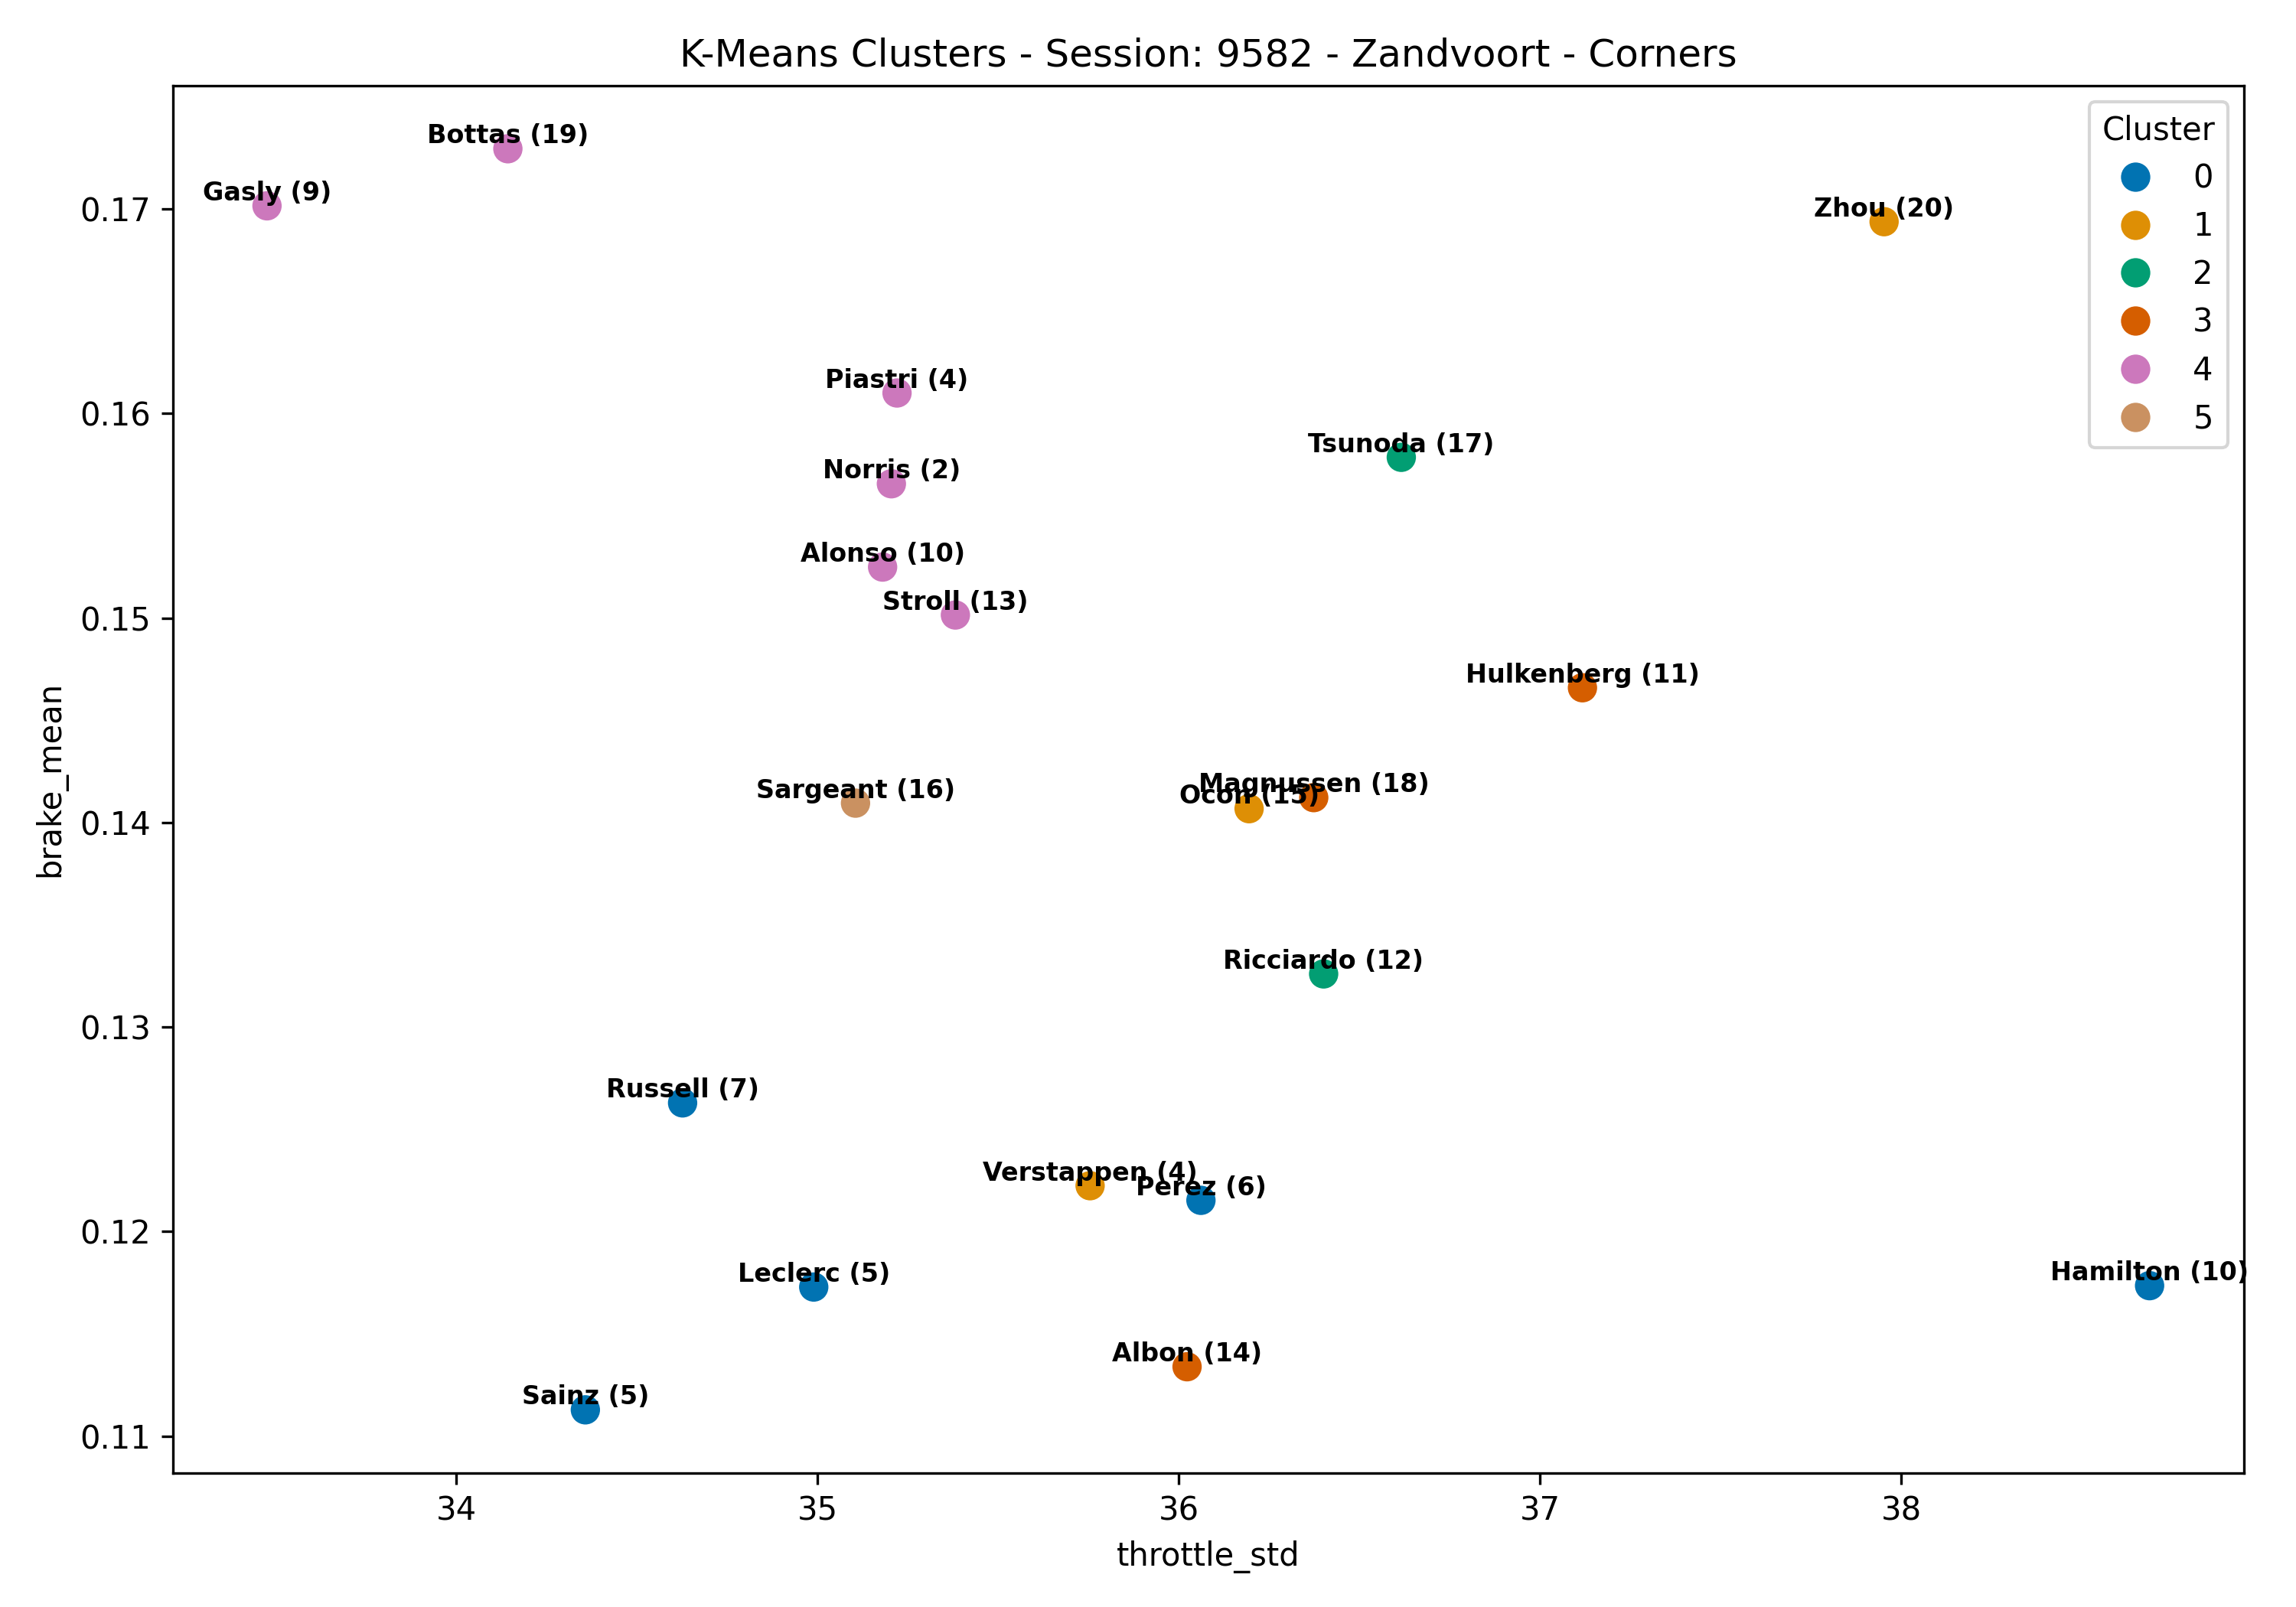 K-Means Clusters - Session: 9582 - Zandvoort - Corners
Cluster
0
1
2
3
4
5
Bottas (19)
Gasly (9)
Zhou (20)
Piastri (4)
Tsunoda (17)
Norris (2)
Alonso (10)
Stroll (13)
Hulkenberg (11)
Magnussen (18)
Sargeant (16)
Ocon (15)
Ricciardo (12)
Russell (7)
Verstappen (4)
Perez (6)
Leclerc (5)
Hamilton (10)
Albon (14)
Sainz (5)
0.17
0.16
0.15
0.14
0.13
0.12
0.11
brake_mean
34
35
36
37
38
throttle_std